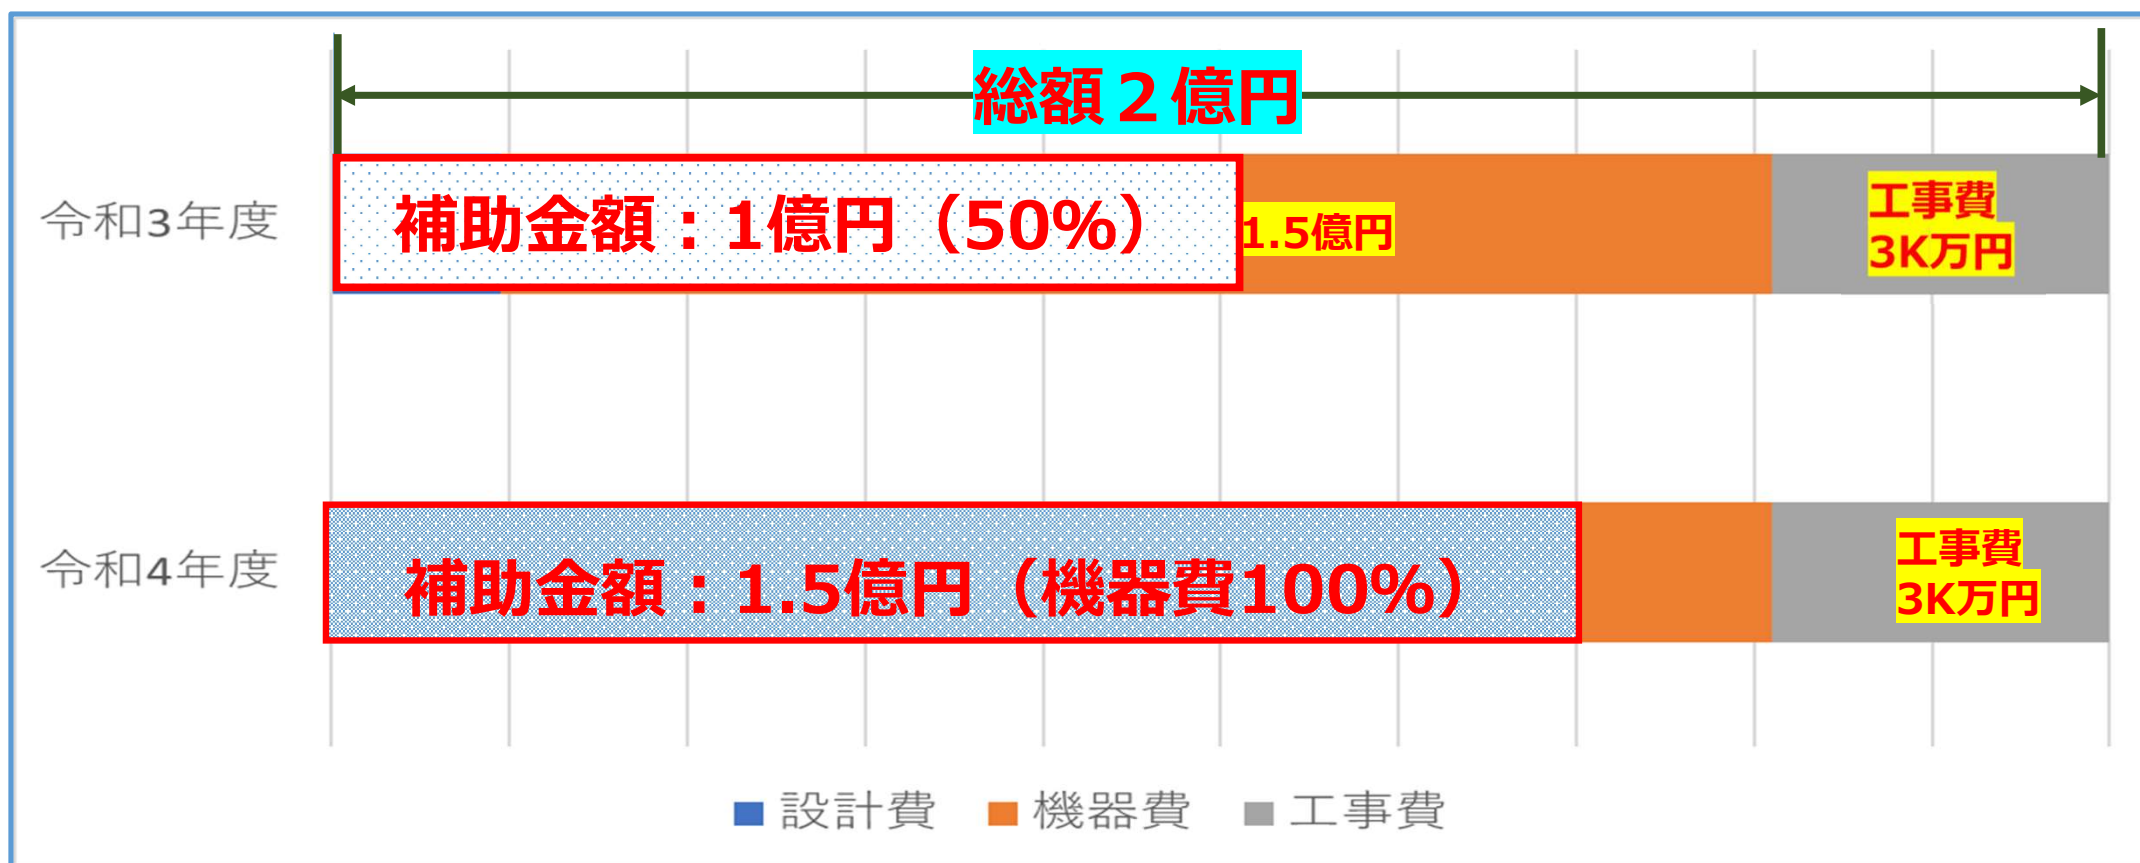 総額２億円
令和3年度
補助金額：1億円（50%）
1.5億円
工事費
3K万円
令和4年度
補助金額：1.5億円（機器費100%）
工事費
3K万円
設計費 機器費 工事費